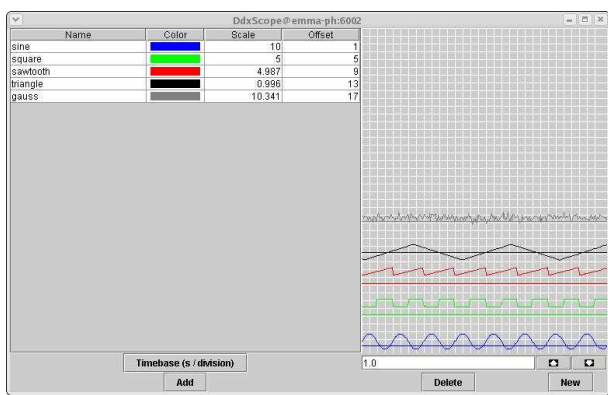 DdxScope@emma-ph:6002
Name Color Scale Offset
sine 10 1
square 5 5
sawtooth 4.987 9
triangle 0.996 13
gauss 10.341 17
Timebase (s / division) 1.0
Add Delete New